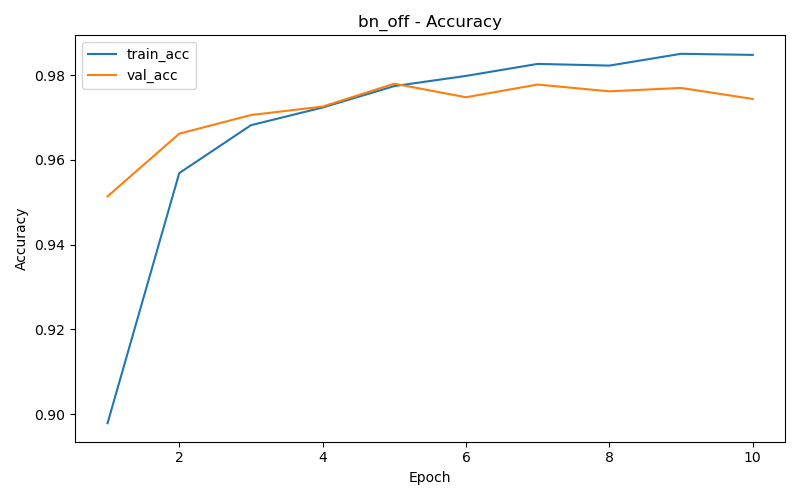 bn_off - Accuracy
train_acc
val_acc
Accuracy
0.98
0.96
0.94
0.92
0.90
2 4 6 8 10
Epoch